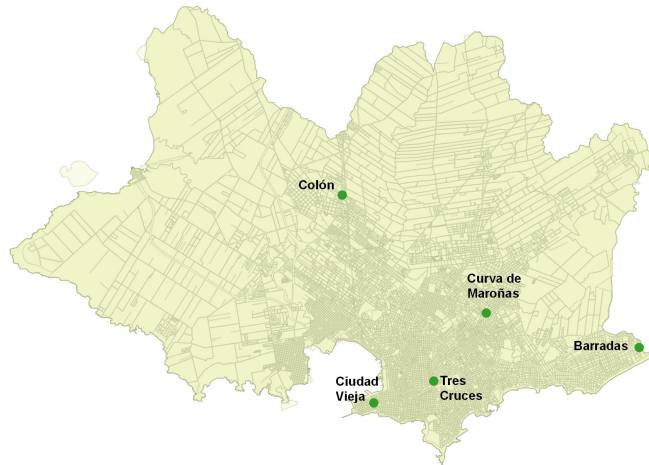 Colón
Curva de
Maroñas
Barradas
Ciudad
Vieja
Tres
Cruces